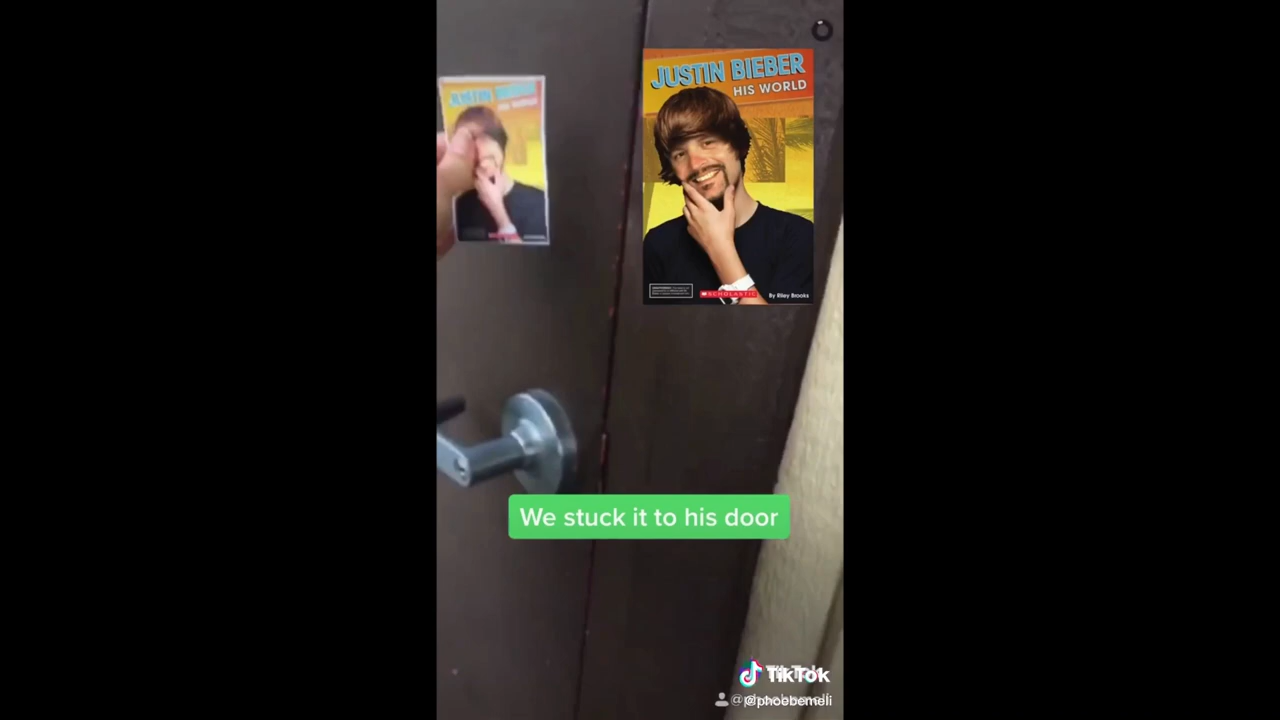 JUSTIN BIEBER
HIS WORLD
SCHOLASTIC
By Riley Brooks
We stuck it to his door
TikTok
@phoebemeli